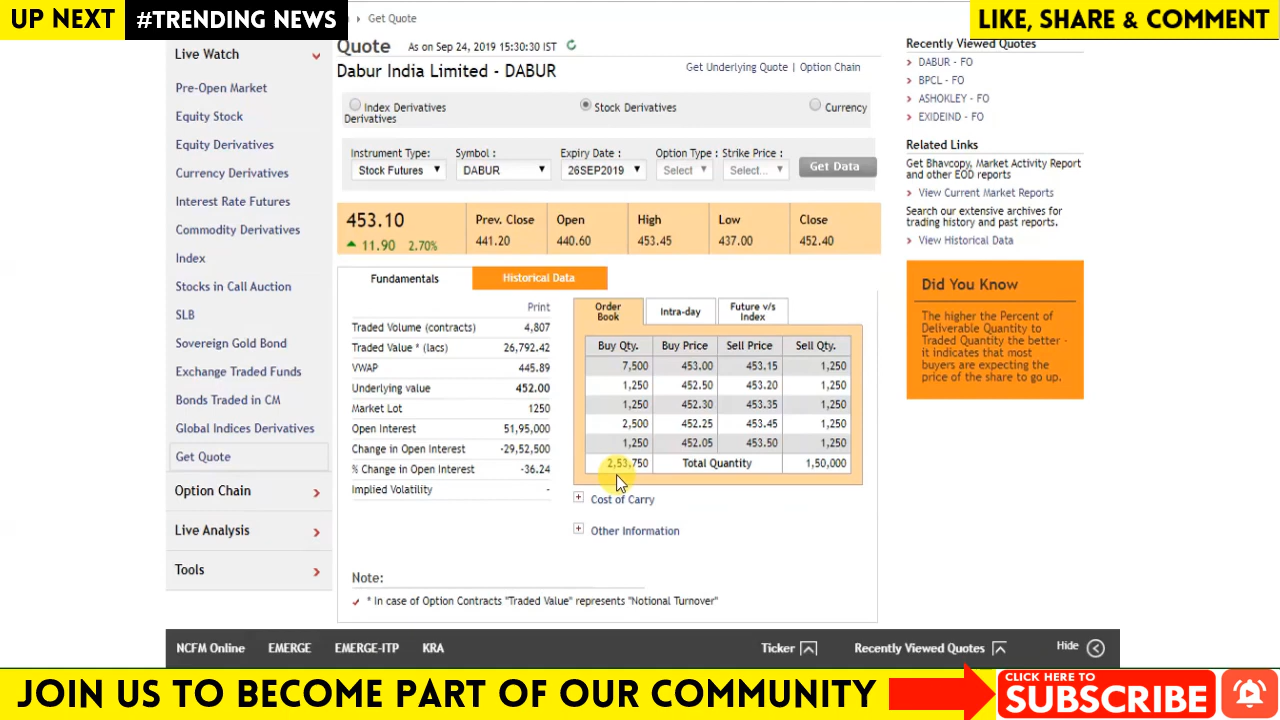 UP NEXT #TRENDING NEWS
LIKE, SHARE & COMMENT
› Get Quote
Live Watch
Pre-Open Market
Equity Stock
Equity Derivatives
Currency Derivatives
Interest Rate Futures
Commodity Derivatives
Index
Stocks in Call Auction
SLB
Sovereign Gold Bond
Exchange Traded Funds
Bonds Traded in CM
Global Indices Derivatives
Get Quote
Option Chain
Live Analysis
Tools
Quote As on Sep 24, 2019 15:30:30 IST
Dabur India Limited - DABUR
Get Underlying Quote | Option Chain
Index Derivatives Stock Derivatives Currency
Derivatives
Instrument Type: Symbol : Expiry Date : Option Type : Strike Price :
Stock Futures DABUR 26SEP2019 Select Select... Get Data
453.10 Prev. Close Open High Low Close
11.90 2.70% 441.20 440.60 453.45 437.00 452.40
Fundamentals Historical Data
Print
Traded Volume (contracts) 4,807
Traded Value * (lacs) 26,792.42
VWAP 445.89
Underlying value 452.00
Market Lot 1250
Open Interest 51,95,000
Change in Open Interest -29,52,500
% Change in Open Interest -36.24
Implied Volatility -
Order Book Intra-day Future v/s Index
Buy Qty. Buy Price Sell Price Sell Qty.
7,500 453.00 453.15 1,250
1,250 452.50 453.20 1,250
1,250 452.30 453.35 1,250
2,500 452.25 453.45 1,250
1,250 452.05 453.50 1,250
2,53,750 Total Quantity 1,50,000
+ Cost of Carry
+ Other Information
Note:
* In case of Option Contracts "Traded Value" represents "Notional Turnover"
Recently Viewed Quotes
DABUR - FO
BPCL - FO
ASHOKLEY - FO
EXIDEIND - FO
Related Links
Get Bhavcopy, Market Activity Report
and other EOD reports
View Current Market Reports
Search our extensive archives for
trading history and past reports.
View Historical Data
Did You Know
The higher the Percent of
Deliverable Quantity to
Traded Quantity the better -
it indicates that most
buyers are expecting the
price of the share to go up.
NCFM Online EMERGE EMERGE-ITP KRA Ticker Recently Viewed Quotes Hide
JOIN US TO BECOME PART OF OUR COMMUNITY
CLICK HERE TO
SUBSCRIBE